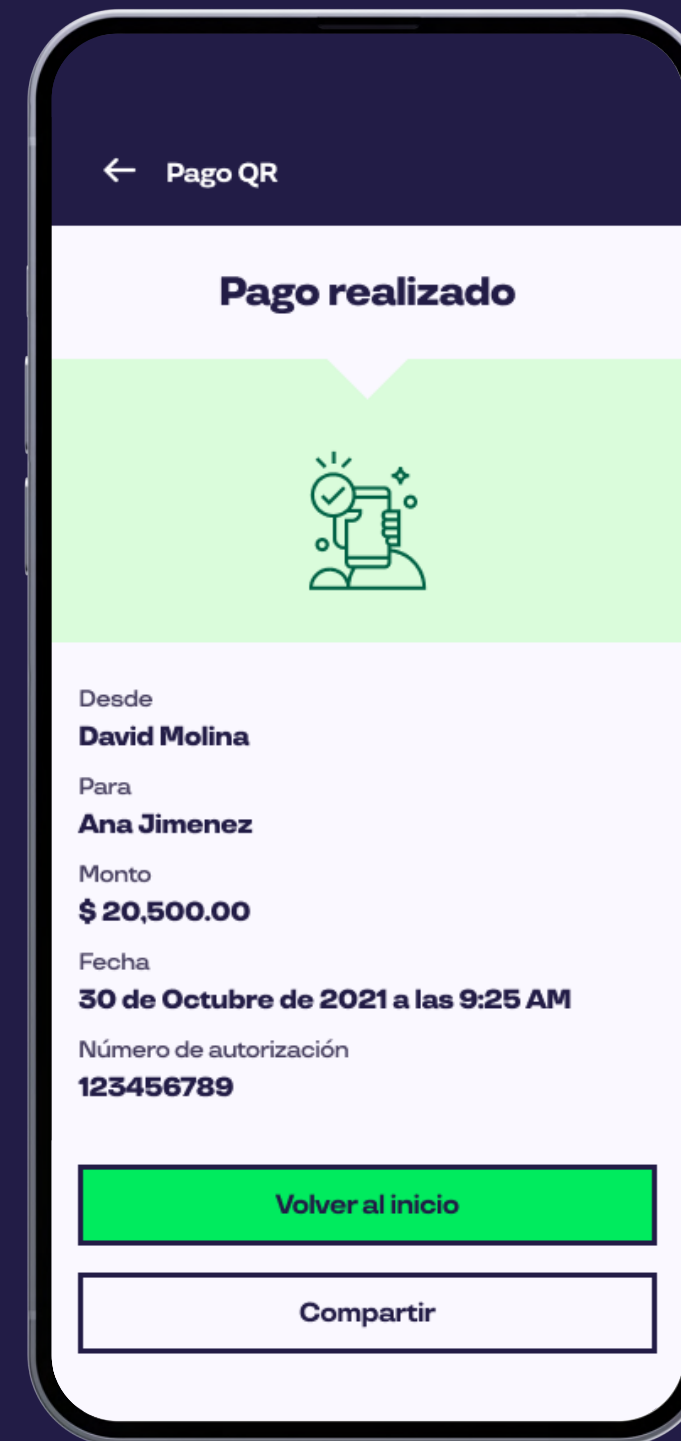 Pago QR
Pago realizado
Desde
David Molina
Para
Ana Jimenez
Monto
$ 20,500.00
Fecha
30 de Octubre de 2021 a las 9:25 AM
Número de autorización
123456789
Volver al inicio
Compartir